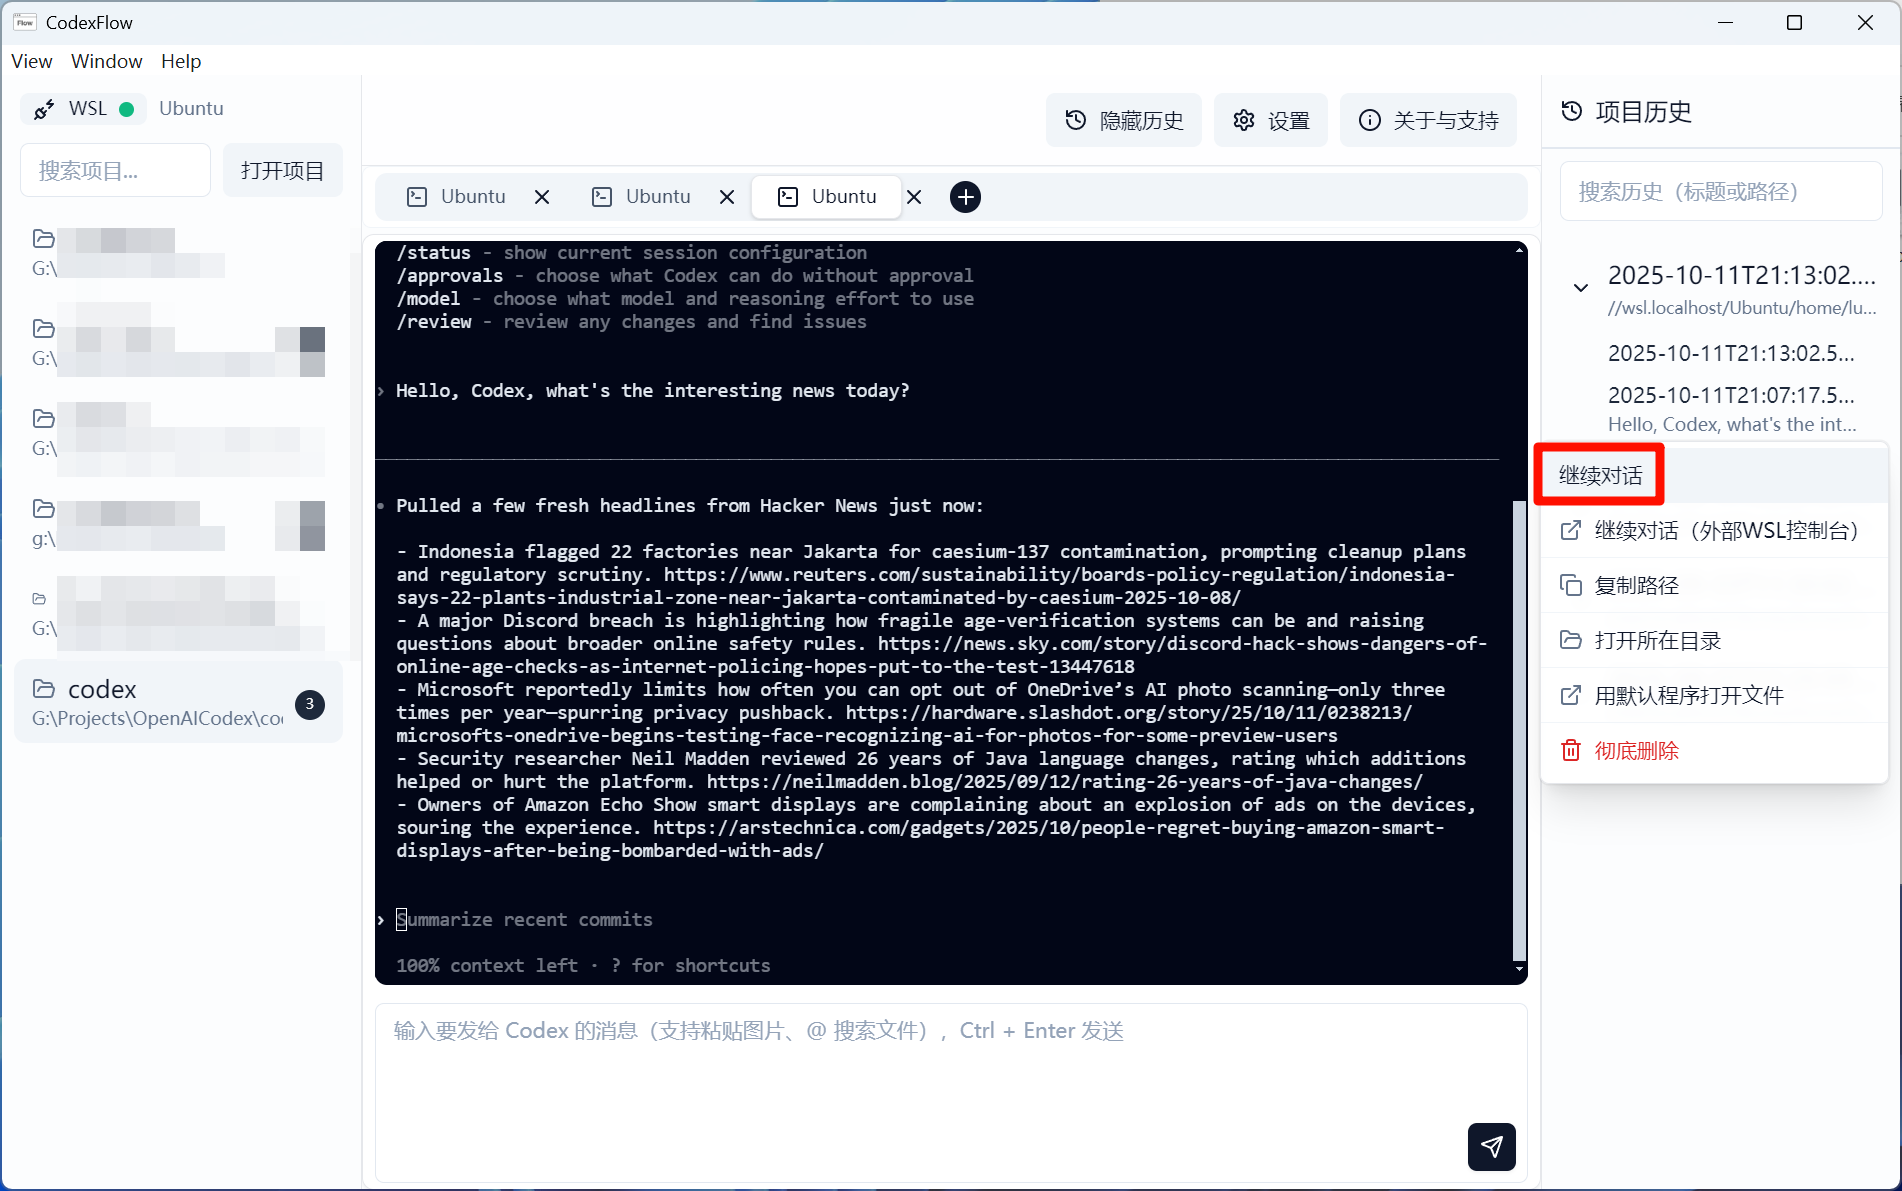 Flow CodexFlow
View Window Help
WSL Ubuntu
搜索项目...
打开项目
G:\
G:\
G:\
g:\
G:\
codex
G:\Projects\OpenAICodex\co
3
隐藏历史
设置
关于与支持
Ubuntu
Ubuntu
Ubuntu
/status - show current session configuration
/approvals - choose what Codex can do without approval
/model - choose what model and reasoning effort to use
/review - review any changes and find issues
› Hello, Codex, what's the interesting news today?
• Pulled a few fresh headlines from Hacker News just now:
- Indonesia flagged 22 factories near Jakarta for caesium-137 contamination, prompting cleanup plans
and regulatory scrutiny. https://www.reuters.com/sustainability/boards-policy-regulation/indonesia-
says-22-plants-industrial-zone-near-jakarta-contaminated-by-caesium-2025-10-08/
- A major Discord breach is highlighting how fragile age-verification systems can be and raising
questions about broader online safety rules. https://news.sky.com/story/discord-hack-shows-dangers-of-
online-age-checks-as-internet-policing-hopes-put-to-the-test-13447618
- Microsoft reportedly limits how often you can opt out of OneDrive’s AI photo scanning—only three
times per year—spurring privacy pushback. https://hardware.slashdot.org/story/25/10/11/0238213/
microsofts-onedrive-begins-testing-face-recognizing-ai-for-photos-for-some-preview-users
- Security researcher Neil Madden reviewed 26 years of Java language changes, rating which additions
helped or hurt the platform. https://neilmadden.blog/2025/09/12/rating-26-years-of-java-changes/
- Owners of Amazon Echo Show smart displays are complaining about an explosion of ads on the devices,
souring the experience. https://arstechnica.com/gadgets/2025/10/people-regret-buying-amazon-smart-
displays-after-being-bombarded-with-ads/
› Summarize recent commits
100% context left · ? for shortcuts
输入要发给 Codex 的消息（支持粘贴图片、@ 搜索文件），Ctrl + Enter 发送
项目历史
搜索历史（标题或路径）
2025-10-11T21:13:02....
//wsl.localhost/Ubuntu/home/lu...
2025-10-11T21:13:02.5...
2025-10-11T21:07:17.5...
Hello, Codex, what's the int...
继续对话
继续对话（外部WSL控制台）
复制路径
打开所在目录
用默认程序打开文件
彻底删除